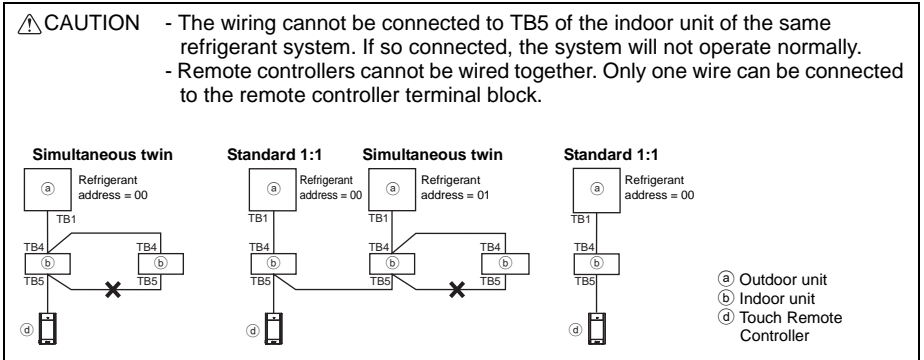 ⚠CAUTION - The wiring cannot be connected to TB5 of the indoor unit of the same
refrigerant system. If so connected, the system will not operate normally.
- Remote controllers cannot be wired together. Only one wire can be connected
to the remote controller terminal block.
Simultaneous twin
ⓐ
Refrigerant
address = 00
TB1
TB4
TB4
ⓑ
ⓑ
TB5
TB5
ⓓ
Standard 1:1
ⓐ
Refrigerant
address = 00
TB1
TB4
ⓑ
TB5
ⓓ
Simultaneous twin
ⓐ
Refrigerant
address = 01
TB1
TB4
TB4
ⓑ
ⓑ
TB5
TB5
Standard 1:1
ⓐ
Refrigerant
address = 00
TB1
TB4
ⓑ
TB5
ⓓ
ⓐ Outdoor unit
ⓑ Indoor unit
ⓓ Touch Remote
Controller